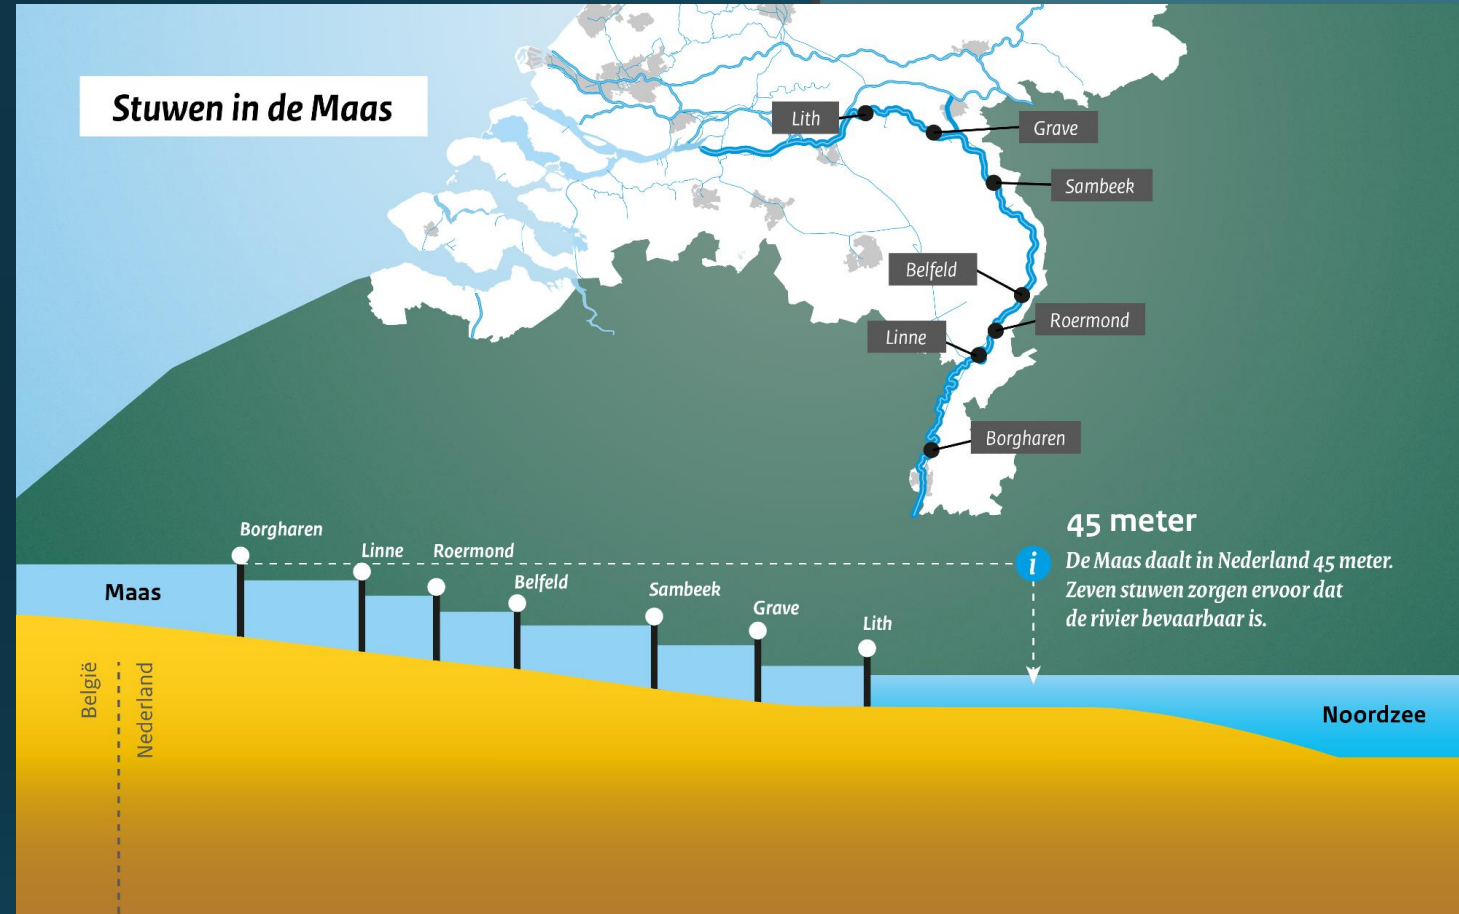 Stuwen in de Maas
Lith
Grave
Sambeek
Belfeld
Roermond
Linne
Borgharen
45 meter
De Maas daalt in Nederland 45 meter.
Zeven stuwen zorgen ervoor dat
de rivier bevaarbaar is.
i
Borgharen
Linne
Roermond
Belfeld
Sambeek
Grave
Lith
Maas
Noordzee
België
Nederland